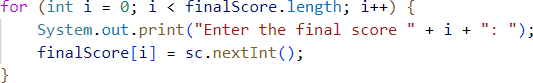 for (int i = 0; i < finalScore.length; i++) {
    System.out.print("Enter the final score " + i + ": ");
    finalScore[i] = sc.nextInt();
}